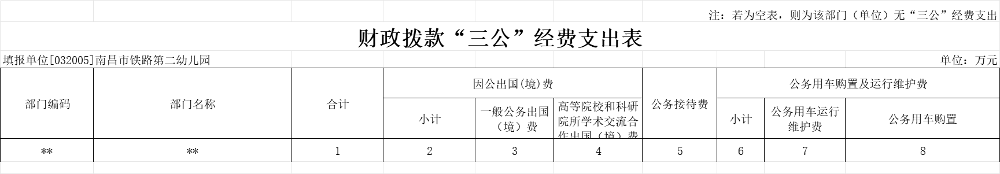 注：若为空表，则为该部门（单位）无“三公”经费支出
财政拨款“三公”经费支出表
填报单位[032005]南昌市铁路第二幼儿园 单位：万元
部门编码 部门名称 合计 因公出国(境)费 公务接待费 公务用车购置及运行维护费
小计 一般公务出国（境）费 高等院校和科研院所学术交流合作出国（境）费 小计 公务用车运行维护费 公务用车购置
** ** 1 2 3 4 5 6 7 8